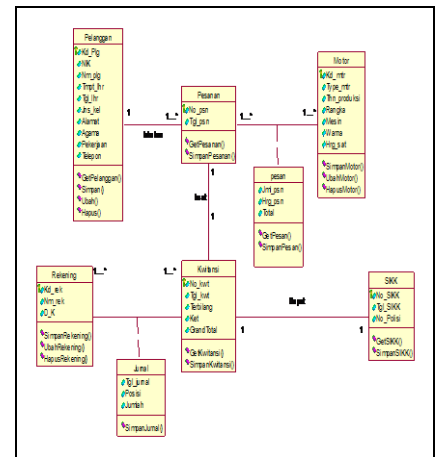 Pelanggan
Kd_Plg
NIK
Nm_plg
Tmpt_lhr
Tgl_lhr
Jns_kel
Alamat
Agama
Pekerjaan
Telepon
GetPelanggan()
Simpan()
Ubah()
Hapus()
1
1..*
Pesanan
No_psn
Tgl_psn
GetPesanan()
SimpanPesanan()
1
1..*
Motor
Kd_mtr
Type_mtr
Thn_produksi
Rangka
Mesin
Warna
Hrg_sat
SimpanMotor()
UbahMotor()
HapusMotor()
pesan
Jml_psn
Hrg_psn
Total
GetPesan()
SimpanPesan()
1
buat
1
Rekening
Kd_rek
Nm_rek
D_K
SimpanRekening()
UbahRekening()
HapusRekening()
1..*
1..*
Kwitansi
No_kwt
Tgl_kwt
Terbilang
Ket
GrandTotal
GetKwitansi()
SimpanKwitansi()
1
1
SIKK
No_SIKK
Tgl_SIKK
No_Polisi
GetSIKK()
SimpanSIKK()
Jurnal
Tgl_jurnal
Posisi
Jumlah
SimpanJurnal()